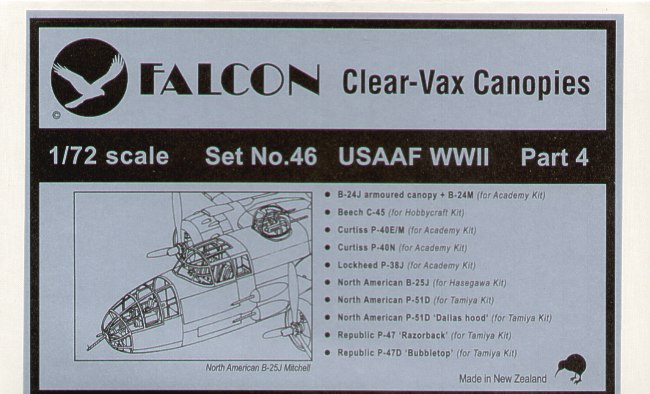 FALCON Clear-Vax Canopies
©
1/72 scale Set No.46 USAAF WWII Part 4
B-24J armoured canopy + B-24M (for Academy Kit)
Beech C-45 (for Hobbycraft Kit)
Curtiss P-40E/M (for Academy Kit)
Curtiss P-40N (for Academy Kit)
Lockheed P-38J (for Academy Kit)
North American B-25J (for Hasegawa Kit)
North American P-51D (for Tamiya Kit)
North American P-51D 'Dallas hood' (for Tamiya Kit)
Republic P-47 'Razorback' (for Tamiya Kit)
Republic P-47D 'Bubbletop' (for Tamiya Kit)
North American B-25J Mitchell
Made in New Zealand